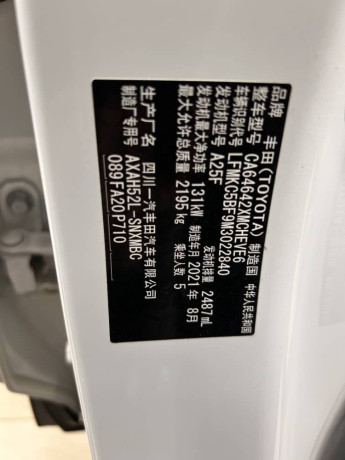 品牌 丰田(TOYOTA) 制造国 中华人民共和国
整车型号 CA64642XMCHEVE6
车辆识别代号 LFMKC5BF9M3022840
发动机型号 A25F 发动机排量 2487mL
发动机最大净功率 131kW 制造年月 2021年 8月
最大允许总质量 2195kg 乘坐人数 5
生产厂名 四川一汽丰田汽车有限公司
制造厂专用 AXAH52L-SNXMBC
089FA20P710